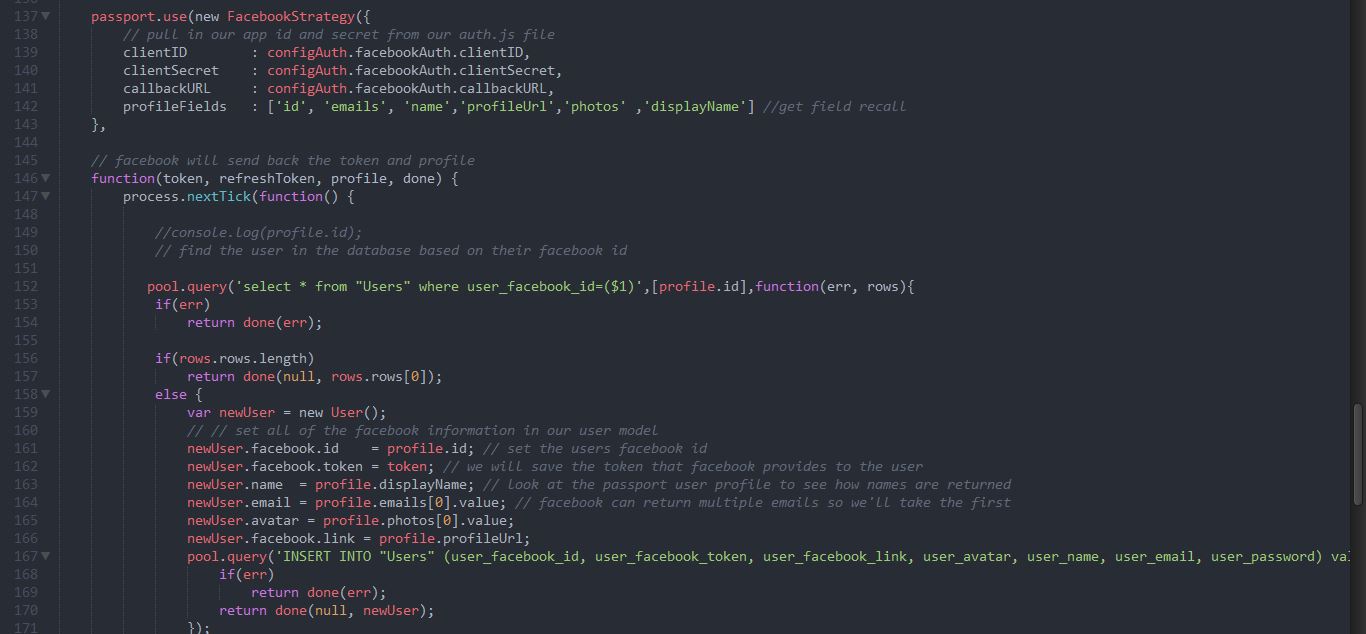 137 passport.use(new FacebookStrategy({
138 // pull in our app id and secret from our auth.js file
139 clientID : configAuth.facebookAuth.clientID,
140 clientSecret : configAuth.facebookAuth.clientSecret,
141 callbackURL : configAuth.facebookAuth.callbackURL,
142 profileFields : ['id', 'emails', 'name','profileUrl','photos' ,'displayName'] //get field recall
143 },
144
145 // facebook will send back the token and profile
146 function(token, refreshToken, profile, done) {
147 process.nextTick(function() {
148
149 //console.log(profile.id);
150 // find the user in the database based on their facebook id
151
152 pool.query('select * from "Users" where user_facebook_id=($1)',[profile.id],function(err, rows){
153 if(err)
154 return done(err);
155
156 if(rows.rows.length)
157 return done(null, rows.rows[0]);
158 else {
159 var newUser = new User();
160 // // set all of the facebook information in our user model
161 newUser.facebook.id = profile.id; // set the users facebook id
162 newUser.facebook.token = token; // we will save the token that facebook provides to the user
163 newUser.name = profile.displayName; // look at the passport user profile to see how names are returned
164 newUser.email = profile.emails[0].value; // facebook can return multiple emails so we'll take the first
165 newUser.avatar = profile.photos[0].value;
166 newUser.facebook.link = profile.profileUrl;
167 pool.query('INSERT INTO "Users" (user_facebook_id, user_facebook_token, user_facebook_link, user_avatar, user_name, user_email, user_password) val
168 if(err)
169 return done(err);
170 return done(null, newUser);
171 });